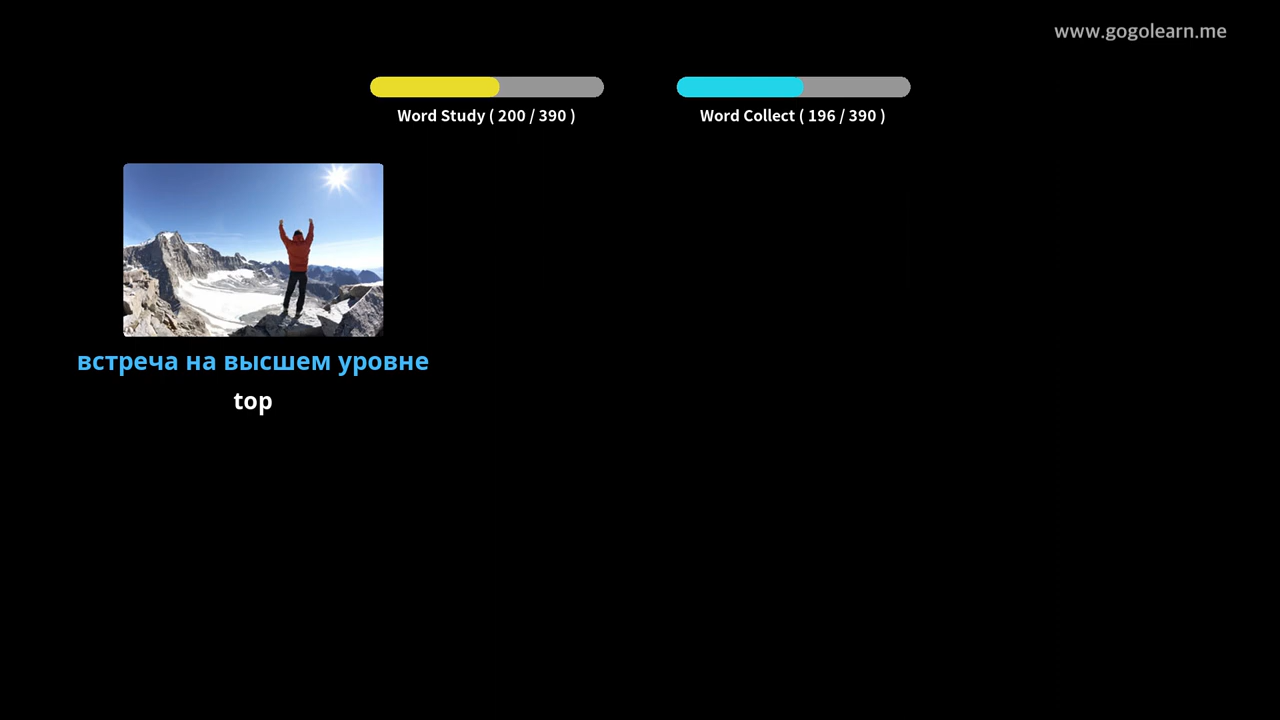 www.gogolearn.me
Word Study ( 200 / 390 )
Word Collect ( 196 / 390 )
встреча на высшем уровне
top